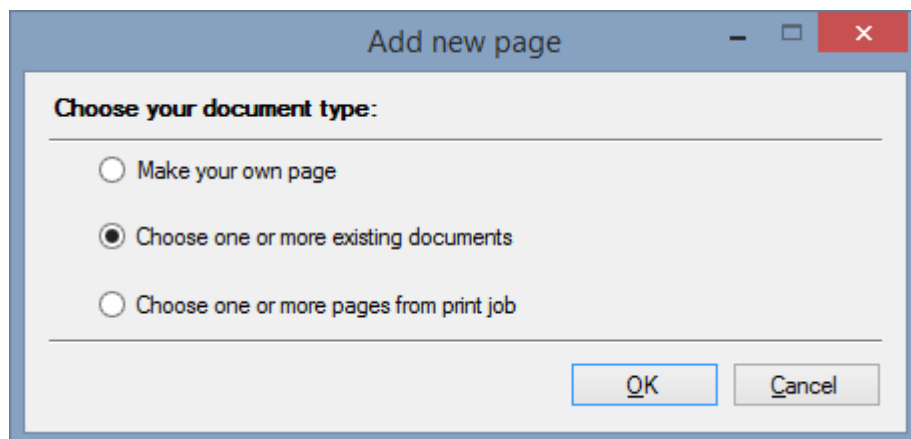 Add new page
Choose your document type:
Make your own page
Choose one or more existing documents
Choose one or more pages from print job
OK Cancel